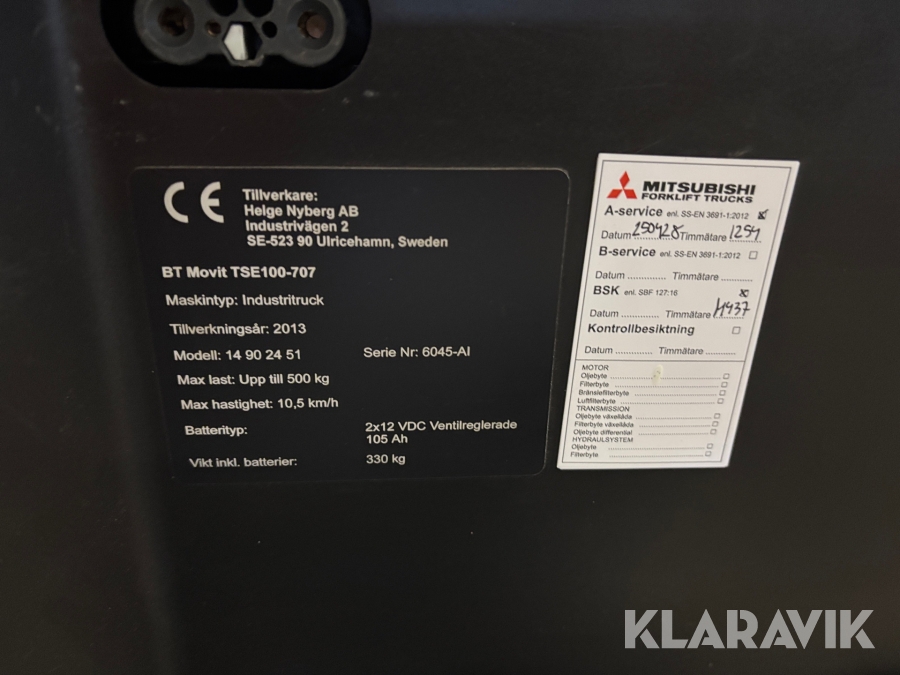 CE
Tillverkare:
Helge Nyberg AB
Industrivägen 2
SE-523 90 Ulricehamn, Sweden
BT Movit TSE100-707
Maskintyp: Industritruck
Tillverkningsår: 2013
Modell: 14 90 24 51 Serie Nr: 6045-AI
Max last: Upp till 500 kg
Max hastighet: 10,5 km/h
Batterityp: 2x12 VDC Ventilreglerade
105 Ah
Vikt inkl. batterier: 330 kg
MITSUBISHI
FORKLIFT TRUCKS
A-service enl. SS-EN 3691-1:2012
Datum 250428 Timmätare 1254
B-service enl. SS-EN 3691-1:2012
Datum ............. Timmätare .............
BSK enl. SBF 127:16
Datum ............. Timmätare
Kontrollbesiktning
Datum ............. Timmätare .............
MOTOR
Oljebyte
Filterbyte
Bränslefilterbyte
Luftfilterbyte
TRANSMISSION
Oljebyte växellåda
Filterbyte växellåda
Oljebyte differential
HYDRAULSYSTEM
Oljebyte
Filterbyte
KLARAVIK